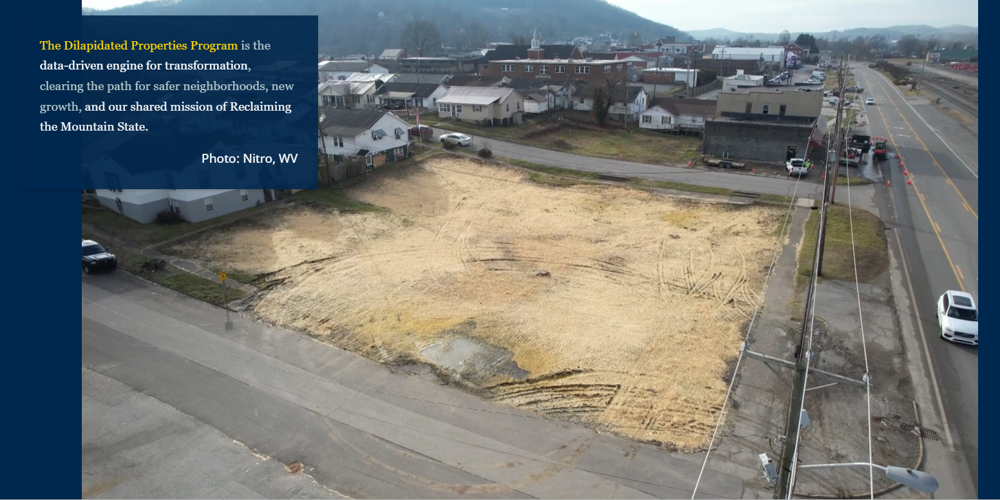 The Dilapidated Properties Program is the
data-driven engine for transformation,
clearing the path for safer neighborhoods, new
growth, and our shared mission of Reclaiming
the Mountain State.
Photo: Nitro, WV